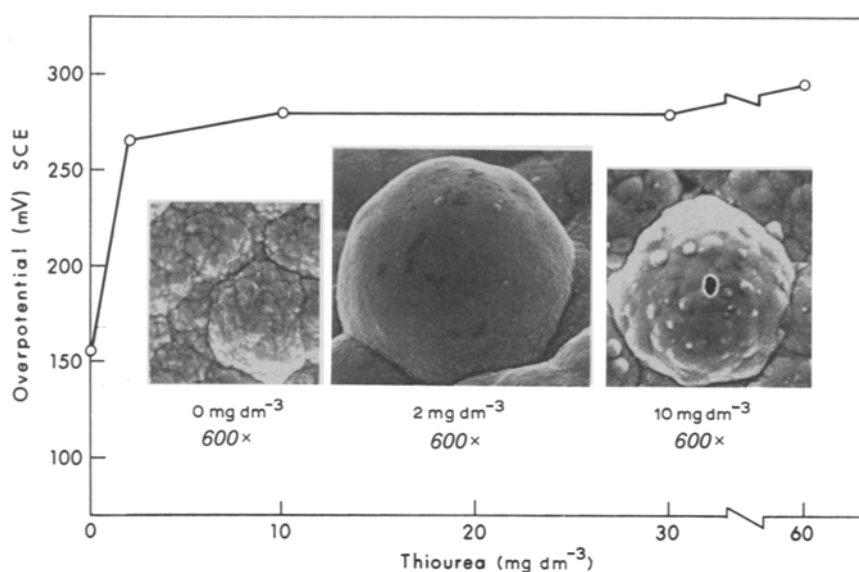 Overpotential (mV) SCE
300
250
200
150
100
0 mg dm⁻³
600×
2 mg dm⁻³
600×
10 mg dm⁻³
600×
0
10
20
30
60
Thiourea (mg dm⁻³)